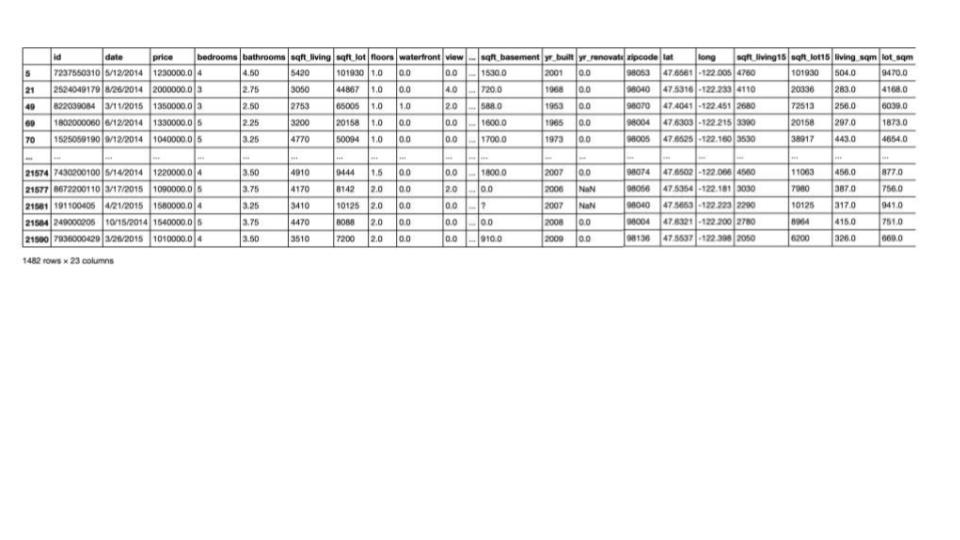 id date price bedrooms bathrooms sqft_living sqft_lot floors waterfront view ... sqft_basement yr_built yr_renovate zipcode lat long sqft_living15 sqft_lot15 living_sqm lot_sqm
5 7237550310 5/12/2014 1230000.0 4 4.50 5420 101930 1.0 0.0 0.0 ... 1530.0 2001 0.0 98053 47.6561 -122.005 4760 101930 504.0 9470.0
21 2524049179 8/26/2014 2000000.0 3 2.75 3050 44867 1.0 0.0 4.0 ... 720.0 1968 0.0 98040 47.5316 -122.233 4110 20336 283.0 4168.0
49 822039084 3/11/2015 1350000.0 3 2.50 2753 65005 1.0 1.0 2.0 ... 588.0 1953 0.0 98070 47.4041 -122.451 2680 72513 256.0 6039.0
69 1802000060 6/12/2014 1330000.0 5 2.25 3200 20158 1.0 0.0 0.0 ... 1600.0 1965 0.0 98004 47.6303 -122.215 3390 20158 297.0 1873.0
70 1525059190 9/12/2014 1040000.0 5 3.25 4770 50094 1.0 0.0 0.0 ... 1700.0 1973 0.0 98005 47.6525 -122.160 3530 38917 443.0 4654.0
... ... ... ... ... ... ... ... ... ... ... ... ... ... ... ... ... ... ... ... ... ...
21574 7430200100 5/14/2014 1220000.0 4 3.50 4910 9444 1.5 0.0 0.0 ... 1800.0 2007 0.0 98074 47.6502 -122.066 4560 11063 456.0 877.0
21577 8672200110 3/17/2015 1090000.0 5 3.75 4170 8142 2.0 0.0 2.0 ... 0.0 2006 NaN 98056 47.5354 -122.181 3030 7980 387.0 756.0
21581 191100405 4/21/2015 1580000.0 4 3.25 3410 10125 2.0 0.0 0.0 ... ? 2007 NaN 98040 47.5653 -122.223 2290 10125 317.0 941.0
21584 249000205 10/15/2014 1540000.0 5 3.75 4470 8088 2.0 0.0 0.0 ... 0.0 2008 0.0 98004 47.6321 -122.200 2780 8964 415.0 751.0
21590 7936000429 3/26/2015 1010000.0 4 3.50 3510 7200 2.0 0.0 0.0 ... 910.0 2009 0.0 98136 47.5537 -122.398 2050 6200 326.0 669.0
1482 rows × 23 columns